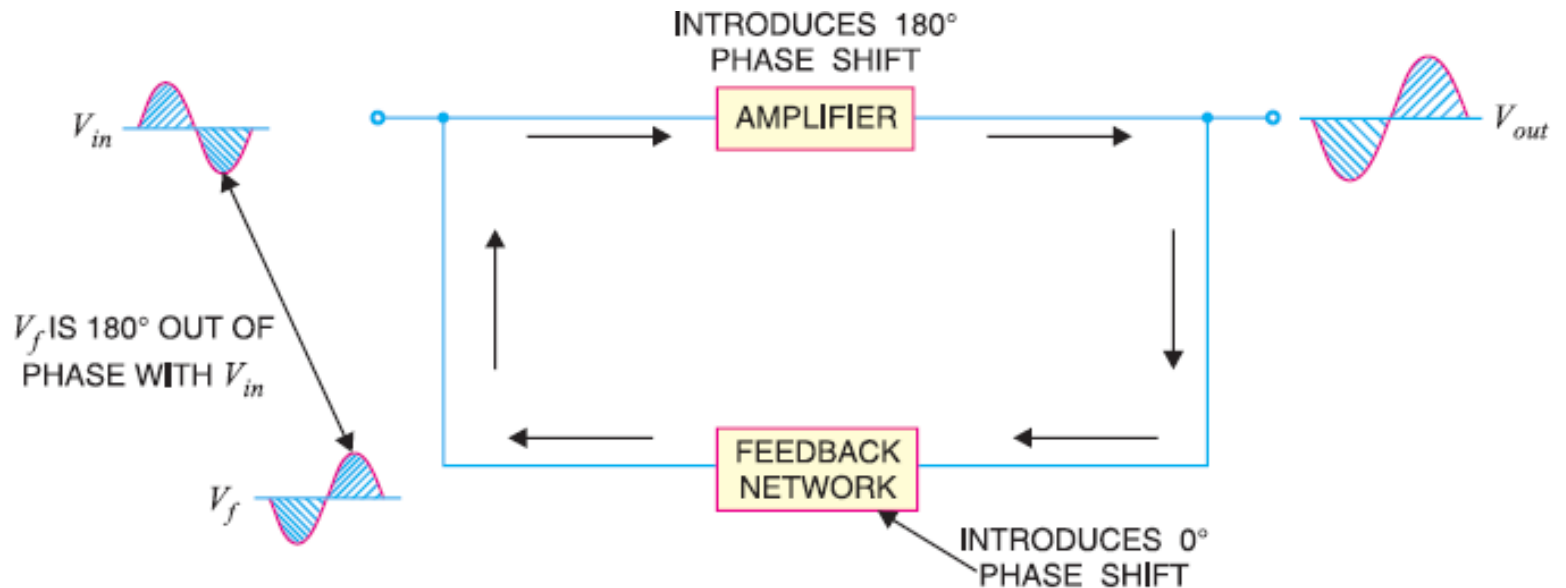 INTRODUCES 180°
PHASE SHIFT
AMPLIFIER
V_in
V_out
V_f IS 180° OUT OF
PHASE WITH V_in
V_f
FEEDBACK
NETWORK
INTRODUCES 0°
PHASE SHIFT